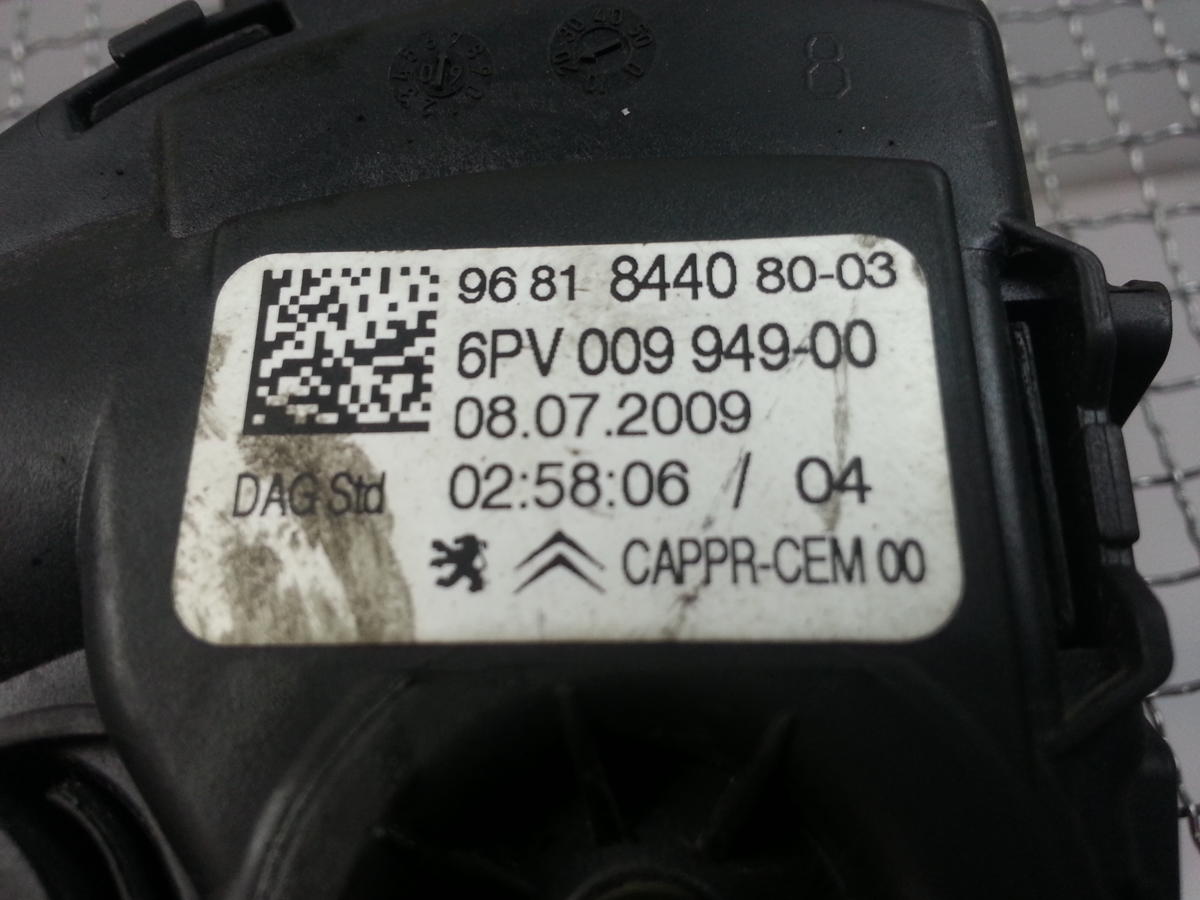 8
96 81 8440 80-03
6PV 009 949-00
08.07.2009
DAG Std 02:58:06 / 04
CAPPR-CEM 00